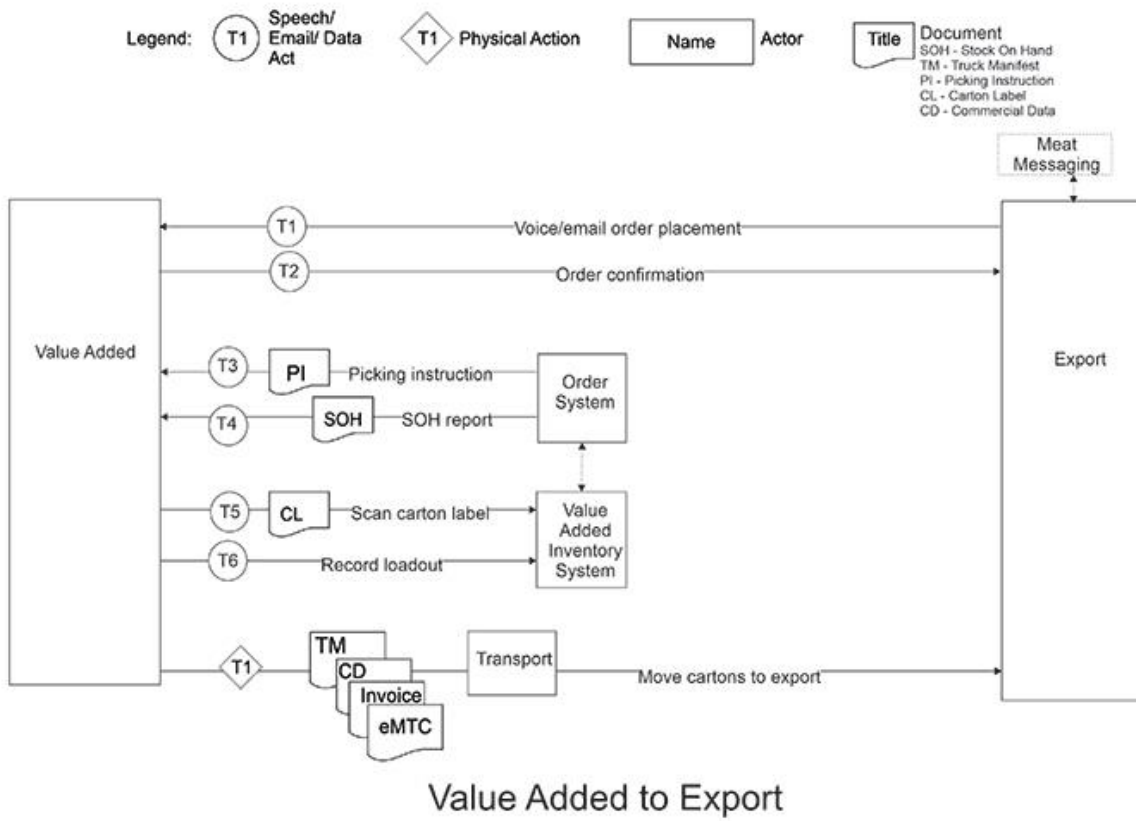 Legend:
T1
Speech/
Email/ Data
Act
T1
Physical Action
Name
Actor
Title
Document
SOH - Stock On Hand
TM - Truck Manifest
PI - Picking Instruction
CL - Carton Label
CD - Commercial Data
Meat
Messaging
T1
Voice/email order placement
T2
Order confirmation
Value Added
Export
T3
PI
Picking instruction
Order
System
T4
SOH
SOH report
T5
CL
Scan carton label
Value
Added
Inventory
System
T6
Record loadout
T1
TM
CD
Invoice
eMTC
Transport
Move cartons to export
Value Added to Export